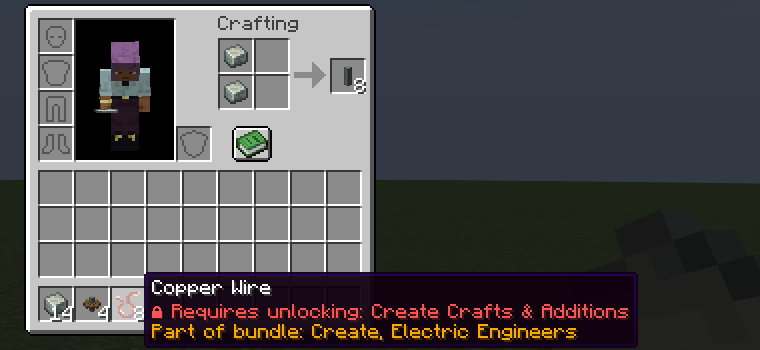 Crafting
8
Copper Wire
Requires unlocking: Create Crafts & Additions
14 4 8
Part of bundle: Create, Electric Engineers